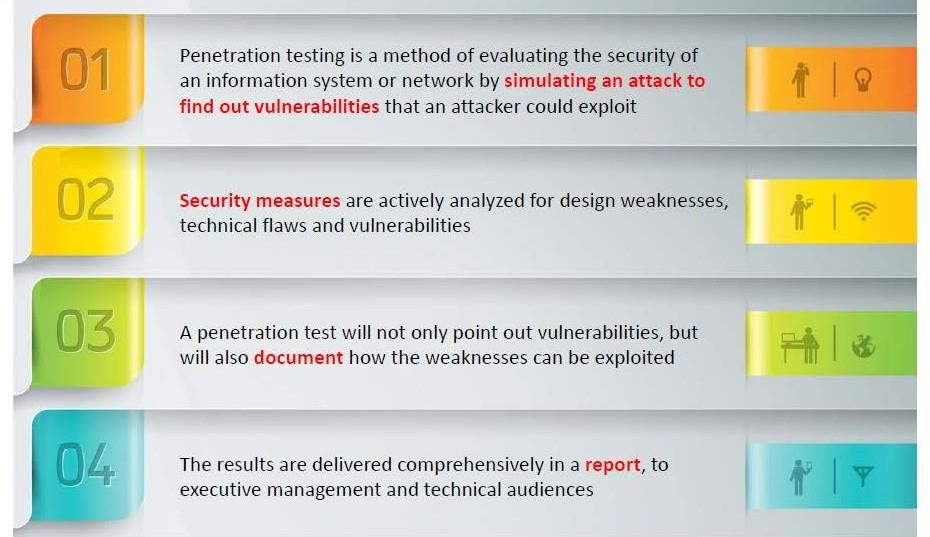 01
Penetration testing is a method of evaluating the security of
an information system or network by simulating an attack to
find out vulnerabilities that an attacker could exploit
02
Security measures are actively analyzed for design weaknesses,
technical flaws and vulnerabilities
03
A penetration test will not only point out vulnerabilities, but
will also document how the weaknesses can be exploited
04
The results are delivered comprehensively in a report, to
executive management and technical audiences